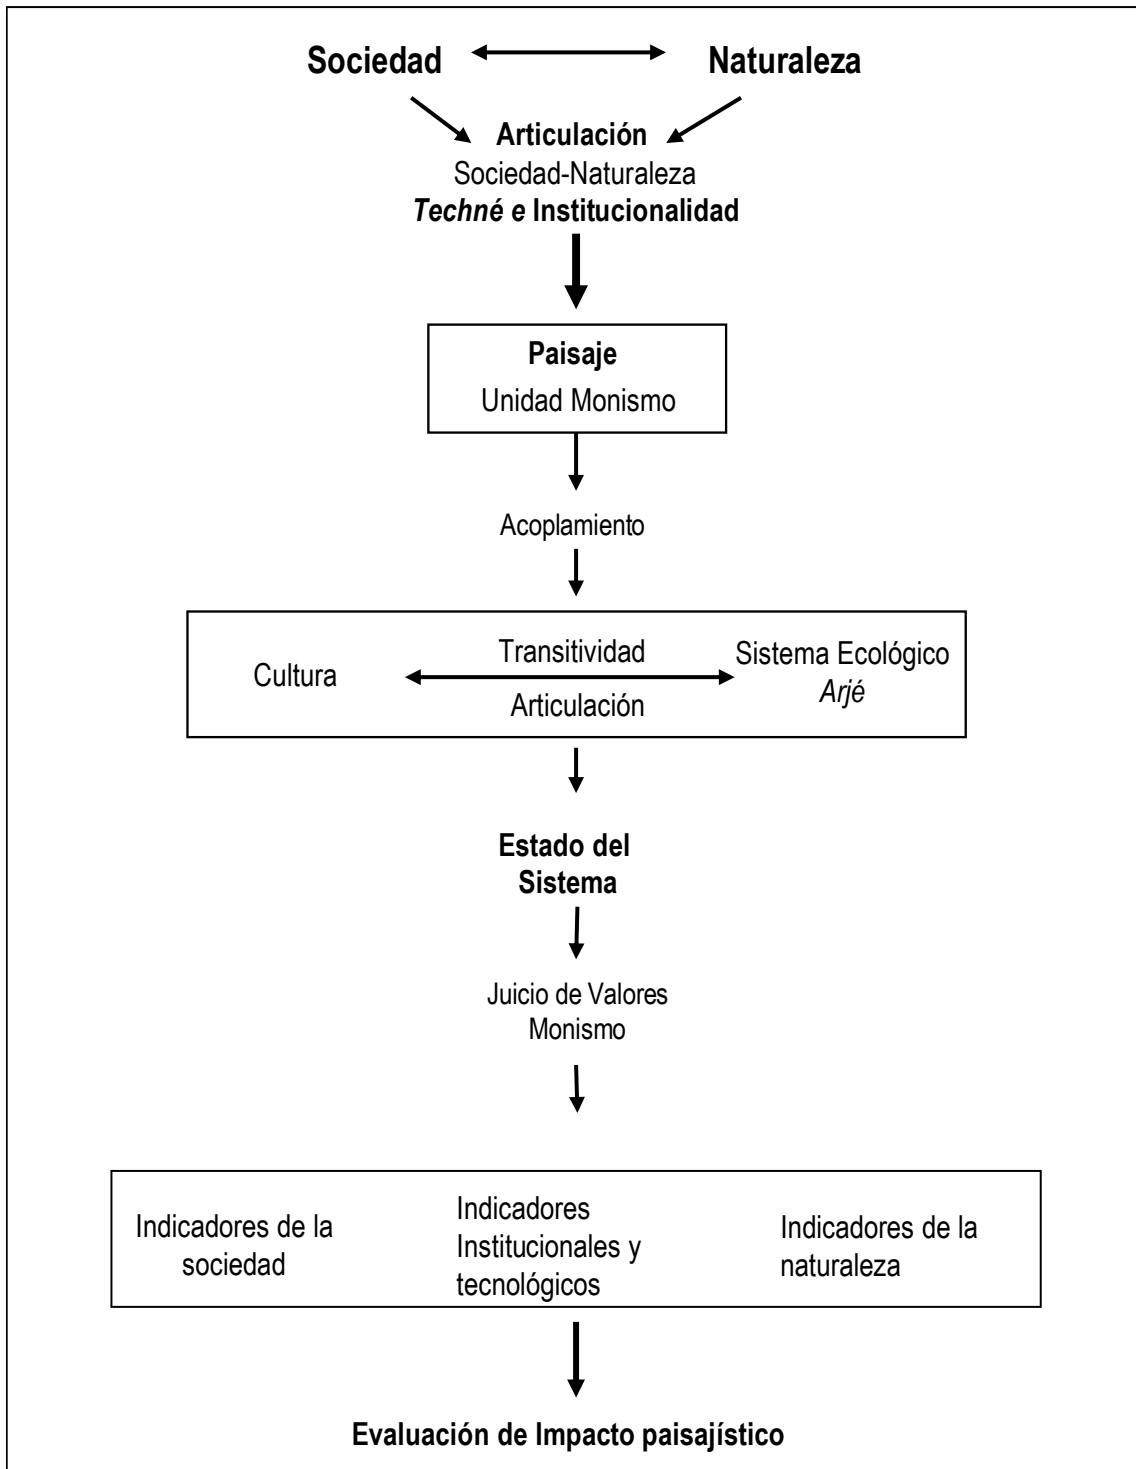 Sociedad Naturaleza
Articulación
Sociedad-Naturaleza
Techné e Institucionalidad
Paisaje
Unidad Monismo
Acoplamiento
Transitividad
Cultura
Sistema Ecológico
Arjé
Articulación
Estado del
Sistema
Juicio de Valores
Monismo
Indicadores de la
sociedad
Indicadores
Institucionales y
tecnológicos
Indicadores de la
naturaleza
Evaluación de Impacto paisajístico